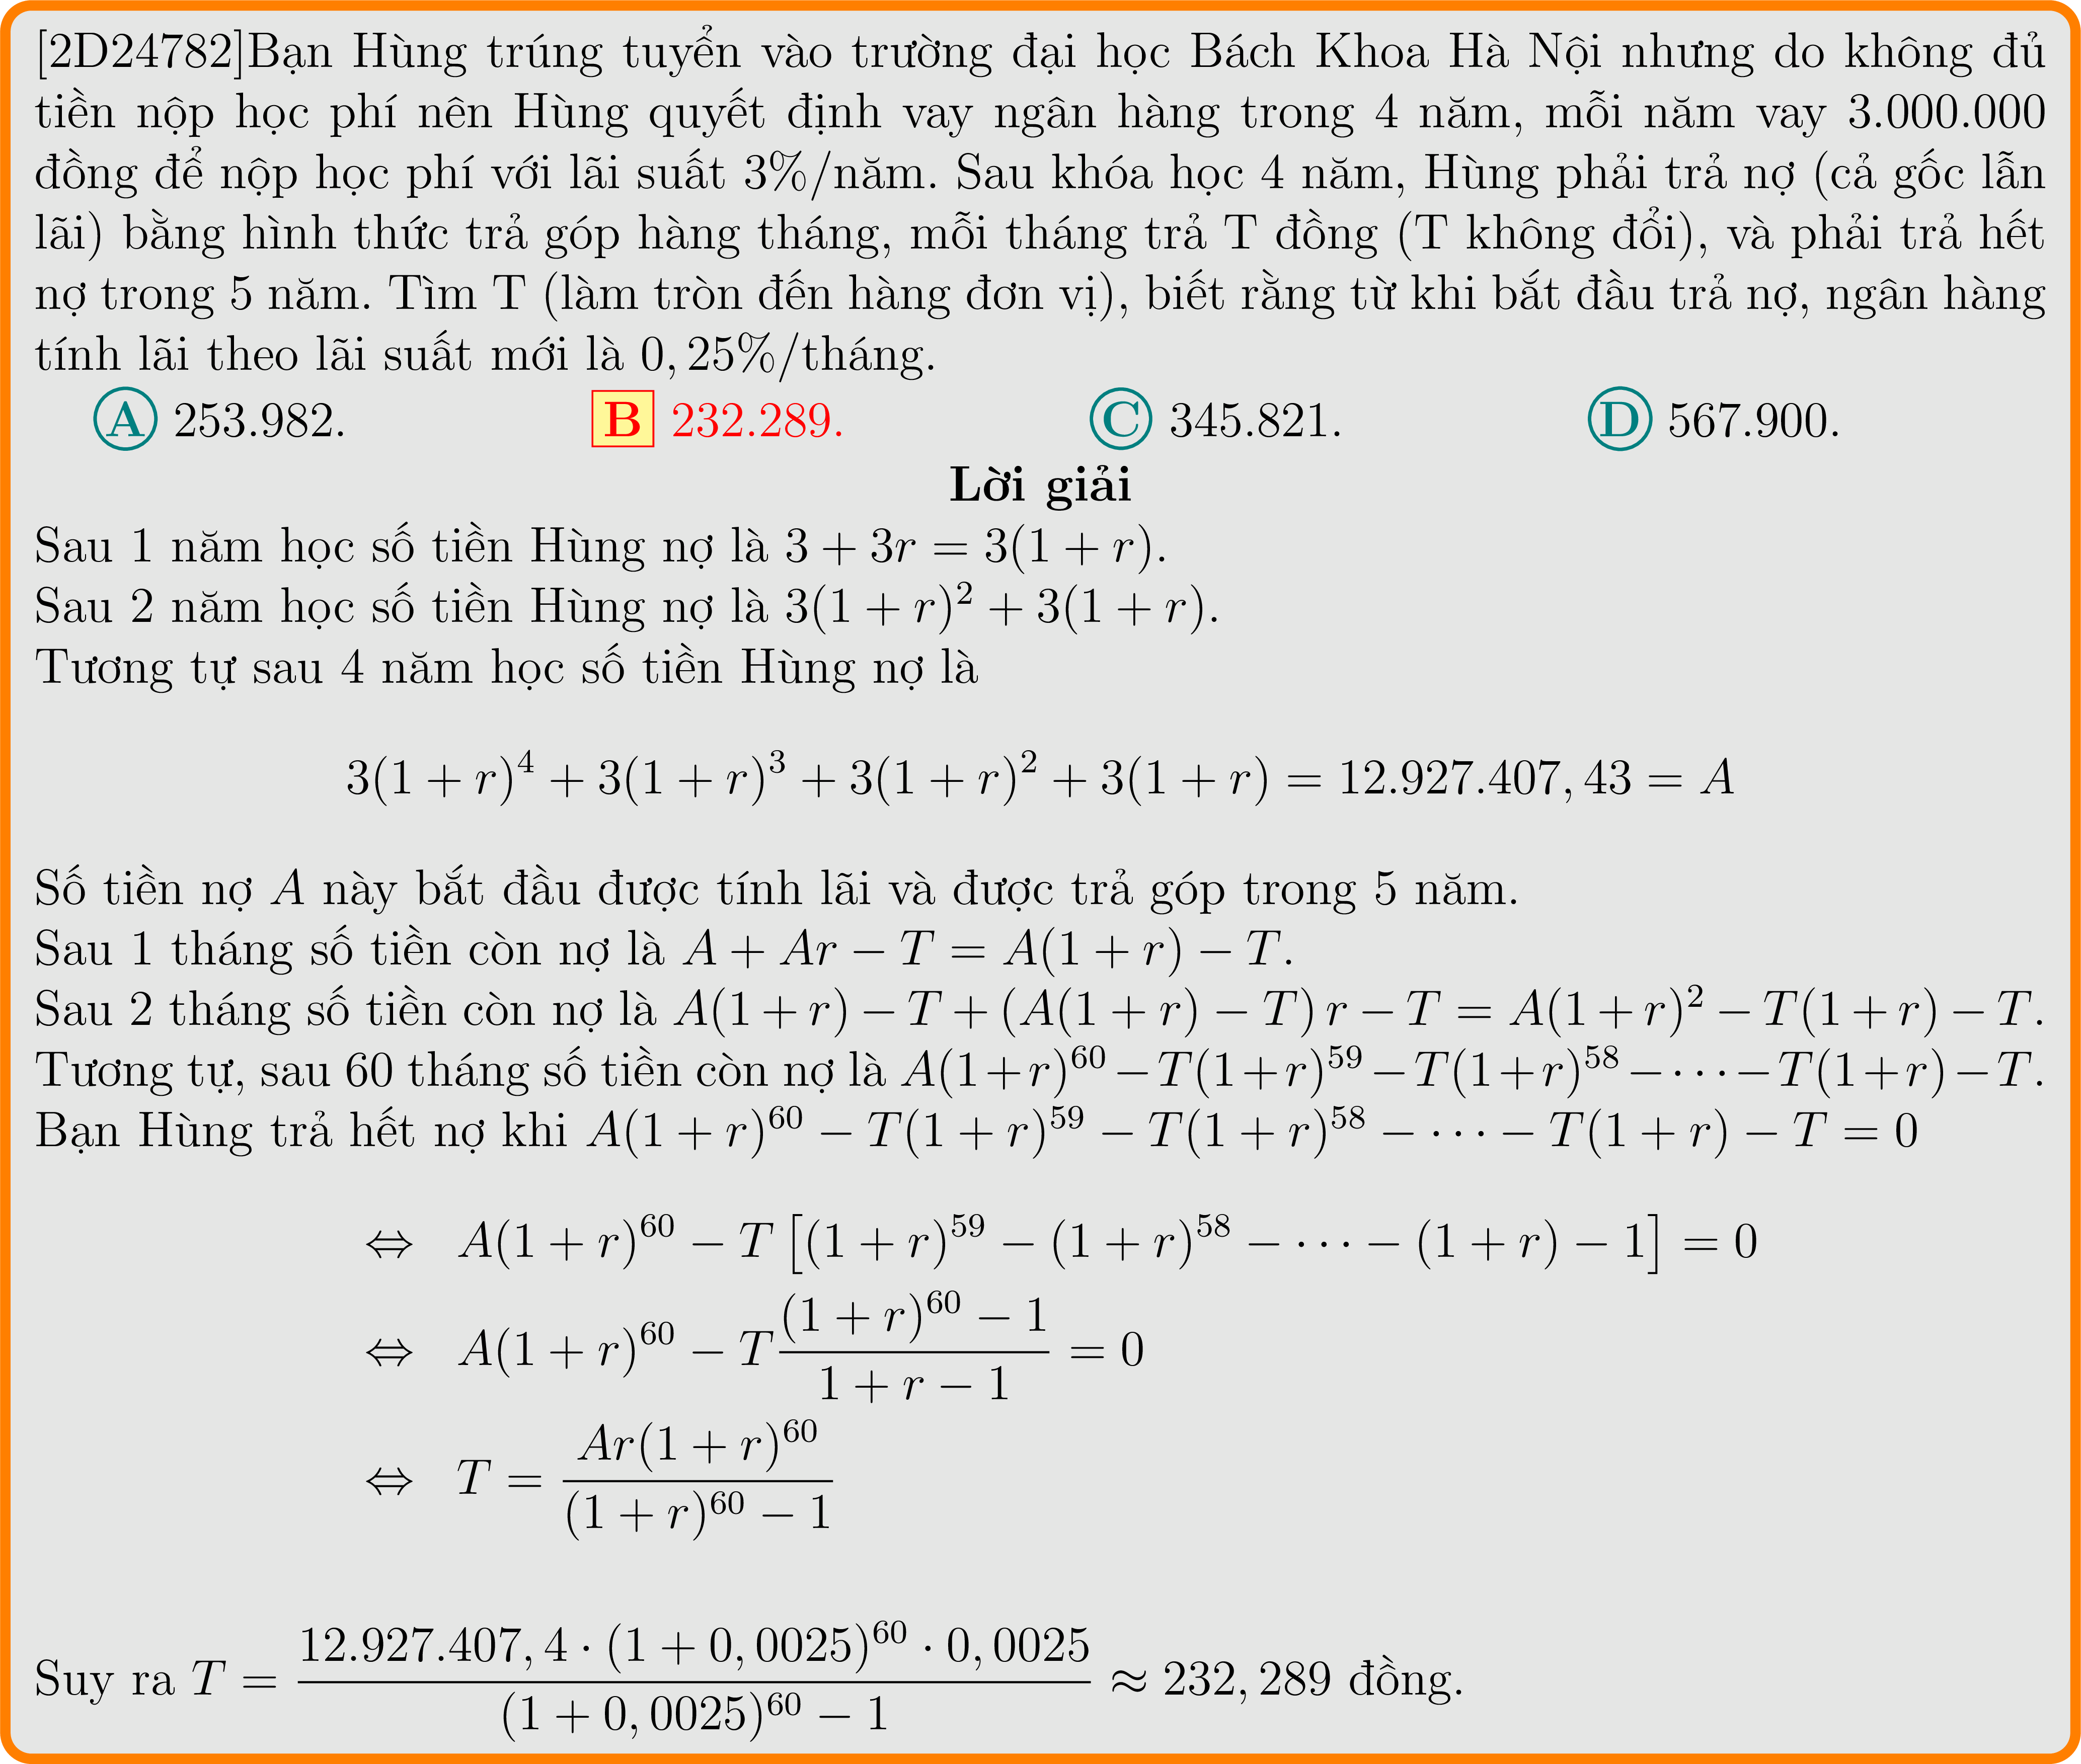 [2D24782]Bạn Hùng trúng tuyển vào trường đại học Bách Khoa Hà Nội nhưng do không đủ
tiền nộp học phí nên Hùng quyết định vay ngân hàng trong 4 năm, mỗi năm vay 3.000.000
đồng để nộp học phí với lãi suất 3%/năm. Sau khóa học 4 năm, Hùng phải trả nợ (cả gốc lẫn
lãi) bằng hình thức trả góp hàng tháng, mỗi tháng trả T đồng (T không đổi), và phải trả hết
nợ trong 5 năm. Tìm T (làm tròn đến hàng đơn vị), biết rằng từ khi bắt đầu trả nợ, ngân hàng
tính lãi theo lãi suất mới là 0, 25%/tháng.
A 253.982. B 232.289. C 345.821. D 567.900.
Lời giải
Sau 1 năm học số tiền Hùng nợ là 3 + 3r = 3(1 + r).
Sau 2 năm học số tiền Hùng nợ là 3(1 + r)² + 3(1 + r).
Tương tự sau 4 năm học số tiền Hùng nợ là
3(1 + r)⁴ + 3(1 + r)³ + 3(1 + r)² + 3(1 + r) = 12.927.407, 43 = A
Số tiền nợ A này bắt đầu được tính lãi và được trả góp trong 5 năm.
Sau 1 tháng số tiền còn nợ là A + Ar − T = A(1 + r) − T.
Sau 2 tháng số tiền còn nợ là A(1 + r) − T + (A(1 + r) − T) r − T = A(1 + r)² − T(1 + r) − T.
Tương tự, sau 60 tháng số tiền còn nợ là A(1+r)⁶⁰ − T(1+r)⁵⁹ − T(1+r)⁵⁸ − · · · − T(1+r) − T.
Bạn Hùng trả hết nợ khi A(1 + r)⁶⁰ − T(1 + r)⁵⁹ − T(1 + r)⁵⁸ − · · · − T(1 + r) − T = 0
⇔ A(1 + r)⁶⁰ − T [(1 + r)⁵⁹ − (1 + r)⁵⁸ − · · · − (1 + r) − 1] = 0
⇔ A(1 + r)⁶⁰ − T \frac{(1 + r)⁶⁰ − 1}{1 + r − 1} = 0
⇔ T = \frac{Ar(1 + r)⁶⁰}{(1 + r)⁶⁰ − 1}
Suy ra T = \frac{12.927.407, 4 · (1 + 0, 0025)⁶⁰ · 0, 0025}{(1 + 0, 0025)⁶⁰ − 1} ≈ 232, 289 đồng.